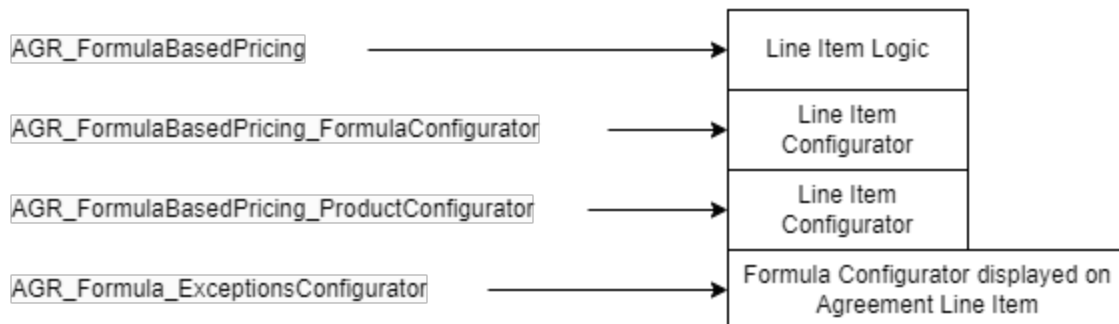 AGR_FormulaBasedPricing
Line Item Logic
AGR_FormulaBasedPricing_FormulaConfigurator
Line Item
Configurator
AGR_FormulaBasedPricing_ProductConfigurator
Line Item
Configurator
AGR_Formula_ExceptionsConfigurator
Formula Configurator displayed on
Agreement Line Item